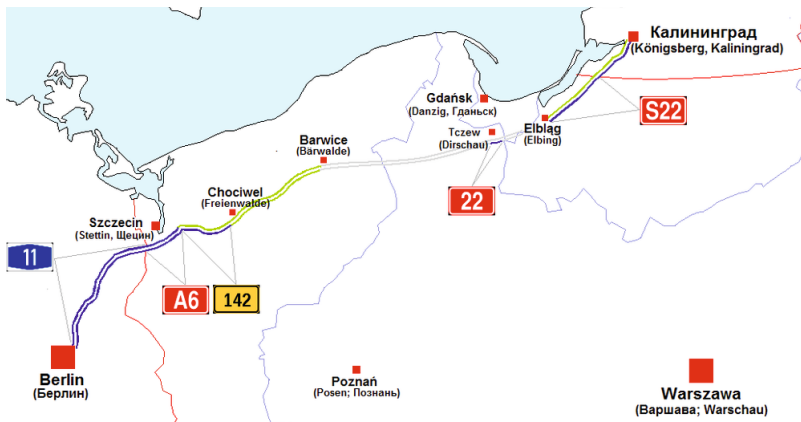 Калининград
(Königsberg, Kaliningrad)
Gdańsk
(Danzig, Гданьск)
S22
Tczew
(Dirschau)
Elbląg
(Elbing)
Barwice
(Bärwalde)
Chociwel
(Freienwalde)
22
Szczecin
(Stettin, Щецин)
11
A6
142
Berlin
(Берлин)
Poznań
(Posen; Познань)
Warszawa
(Варшава; Warschau)